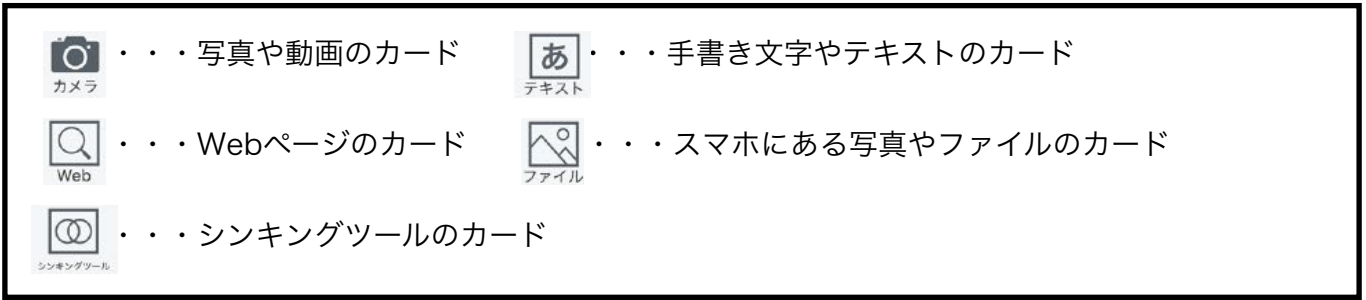 ・・・写真や動画のカード
カメラ
あ・・・手書き文字やテキストのカード
テキスト
・・・Webページのカード
Web
・・・スマホにある写真やファイルのカード
ファイル
・・・シンキングツールのカード
シンキングツール